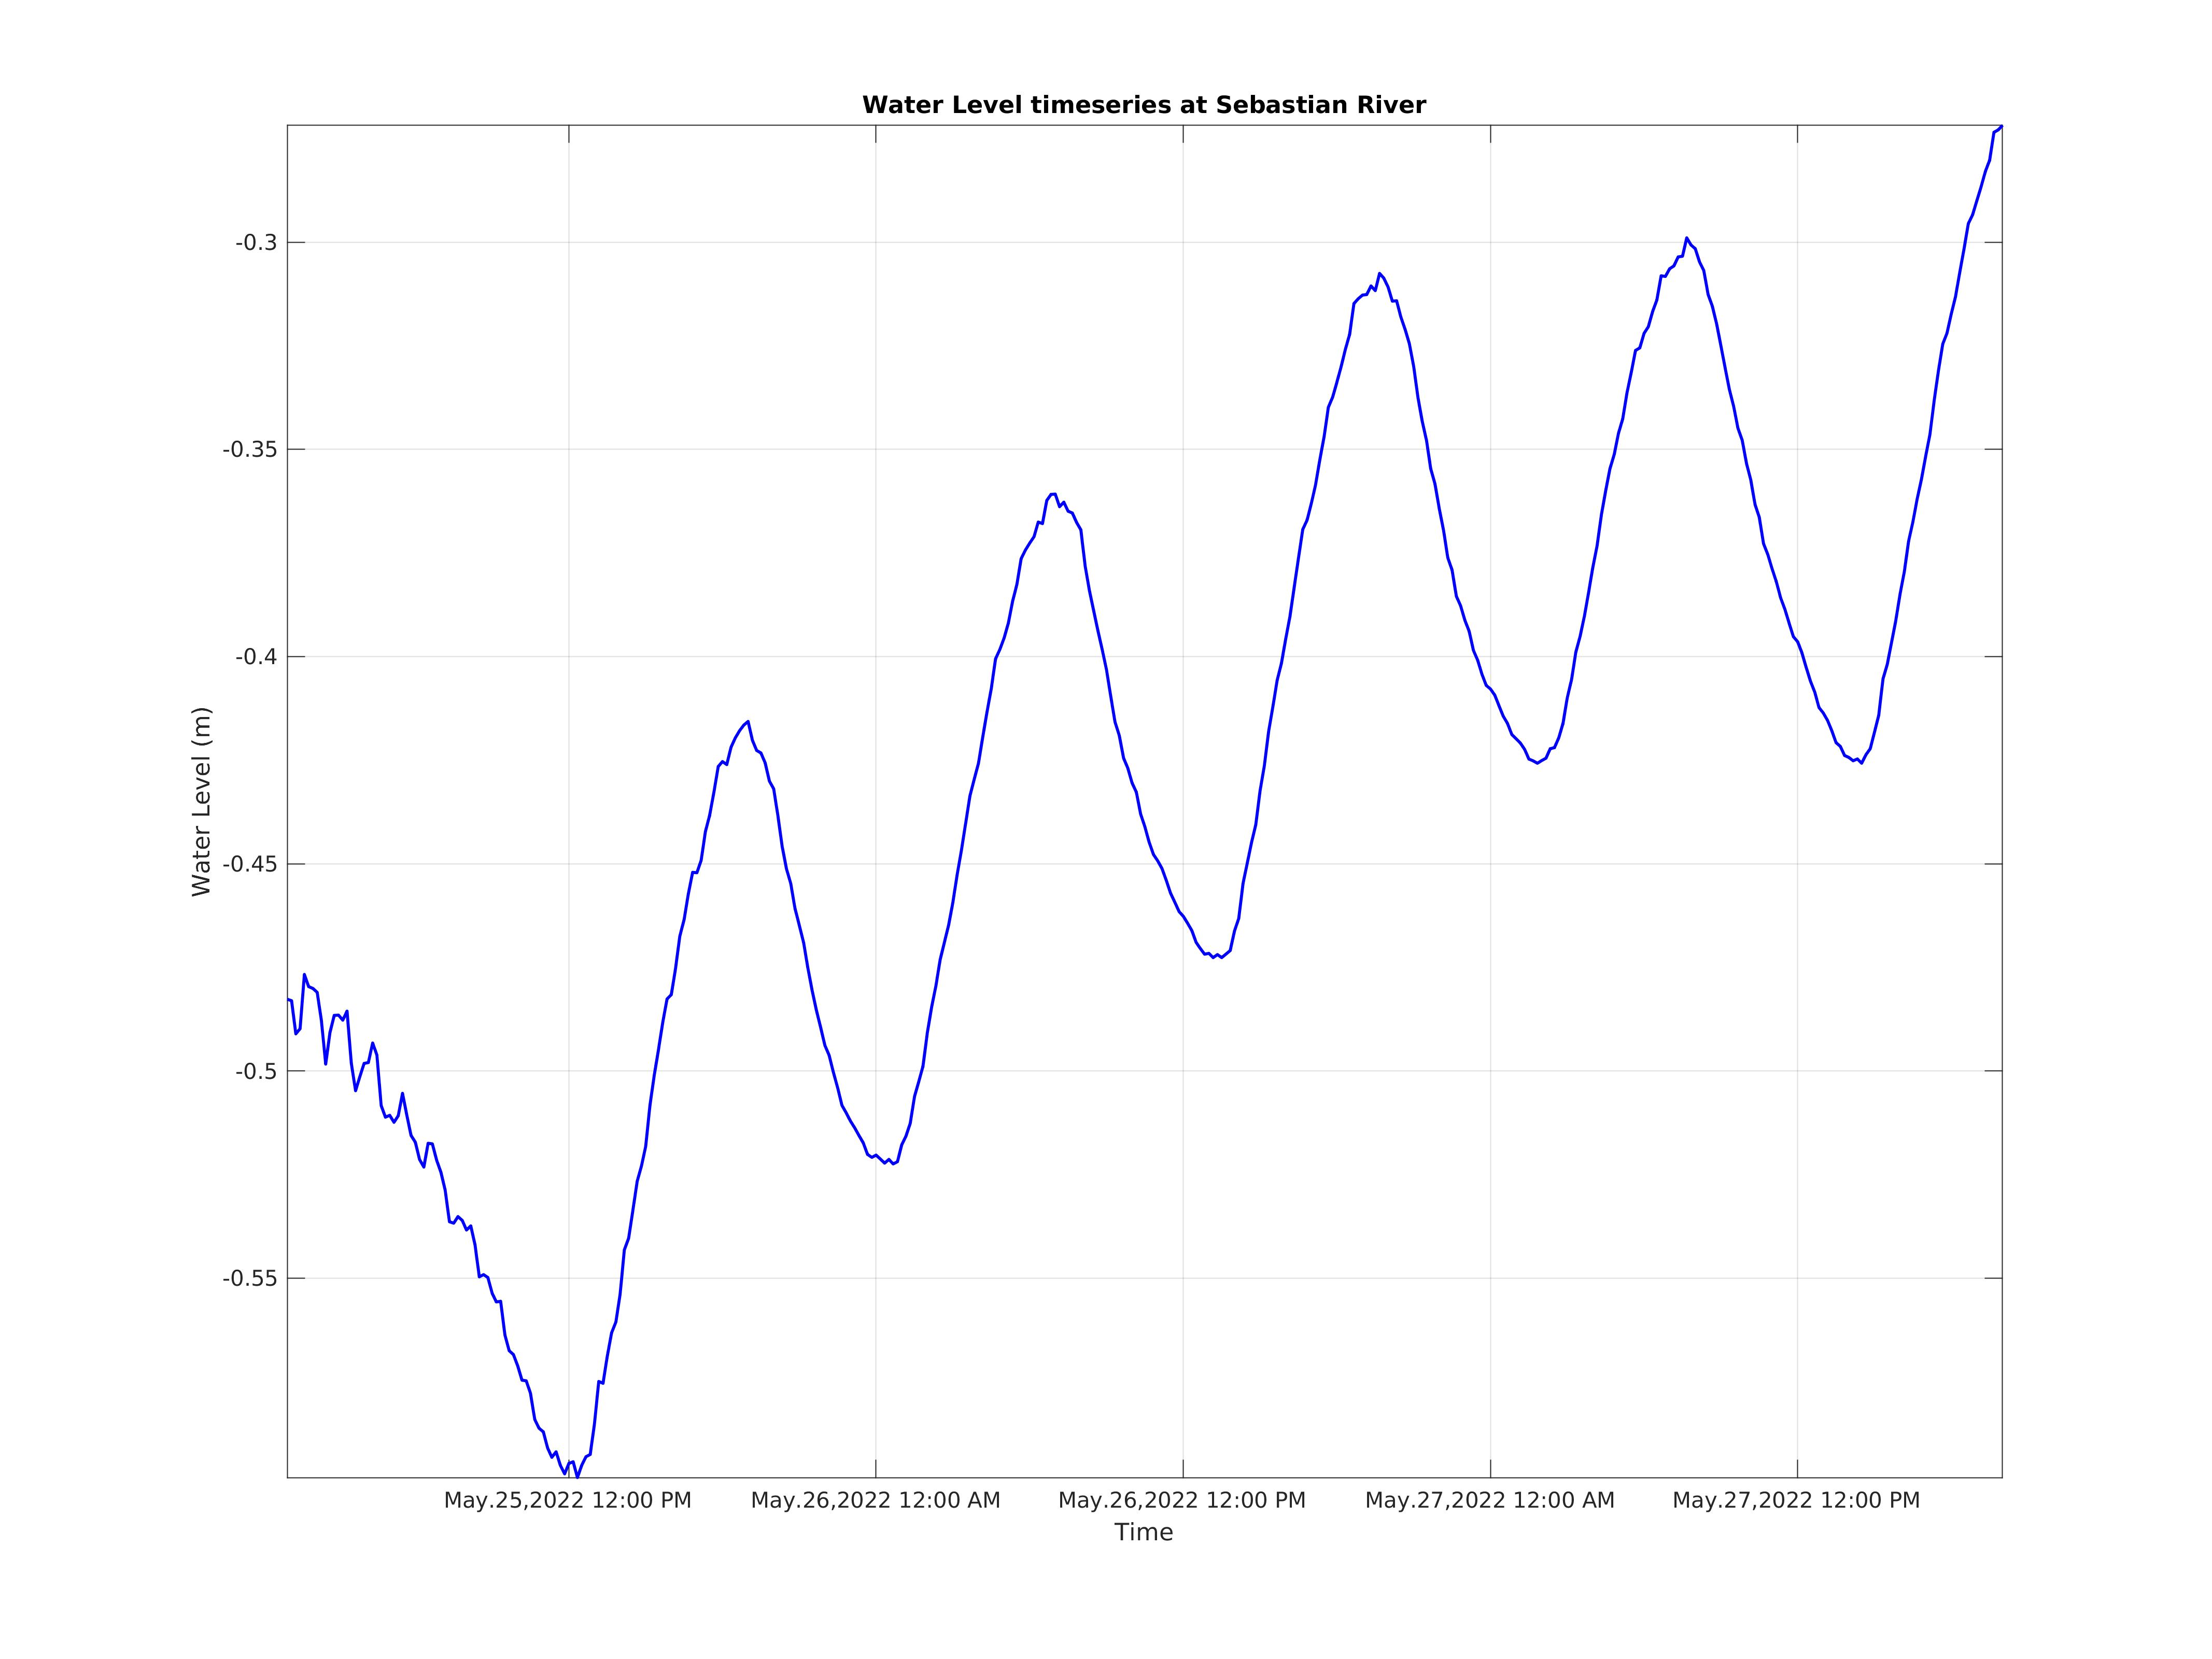 Water Level timeseries at Sebastian River
-0.3
-0.35
-0.4
-0.45
-0.5
-0.55
Water Level (m)
May.25,2022 12:00 PM
May.26,2022 12:00 AM
May.26,2022 12:00 PM
May.27,2022 12:00 AM
May.27,2022 12:00 PM
Time